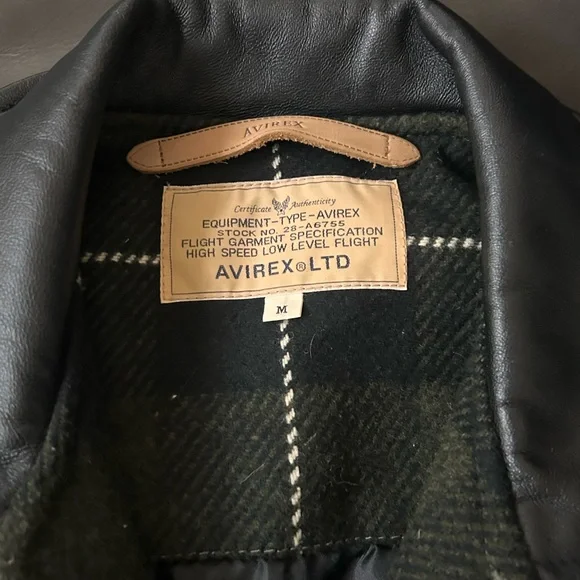 AVIREX
Certificate Authenticity
EQUIPMENT-TYPE-AVIREX
STOCK NO. 28-A6755
FLIGHT GARMENT SPECIFICATION
HIGH SPEED LOW LEVEL FLIGHT
AVIREX®LTD
M